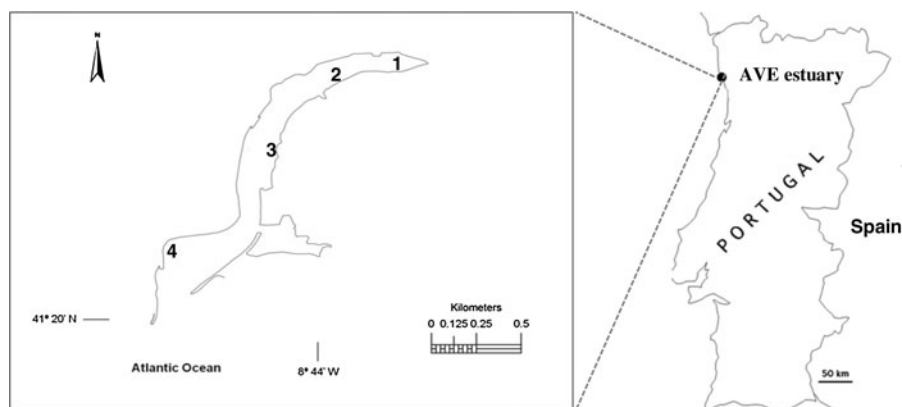 N
1
2
3
4
41° 20' N
Atlantic Ocean
8° 44' W
Kilometers
0 0.125 0.25 0.5
AVE estuary
PORTUGAL
Spain
50 km